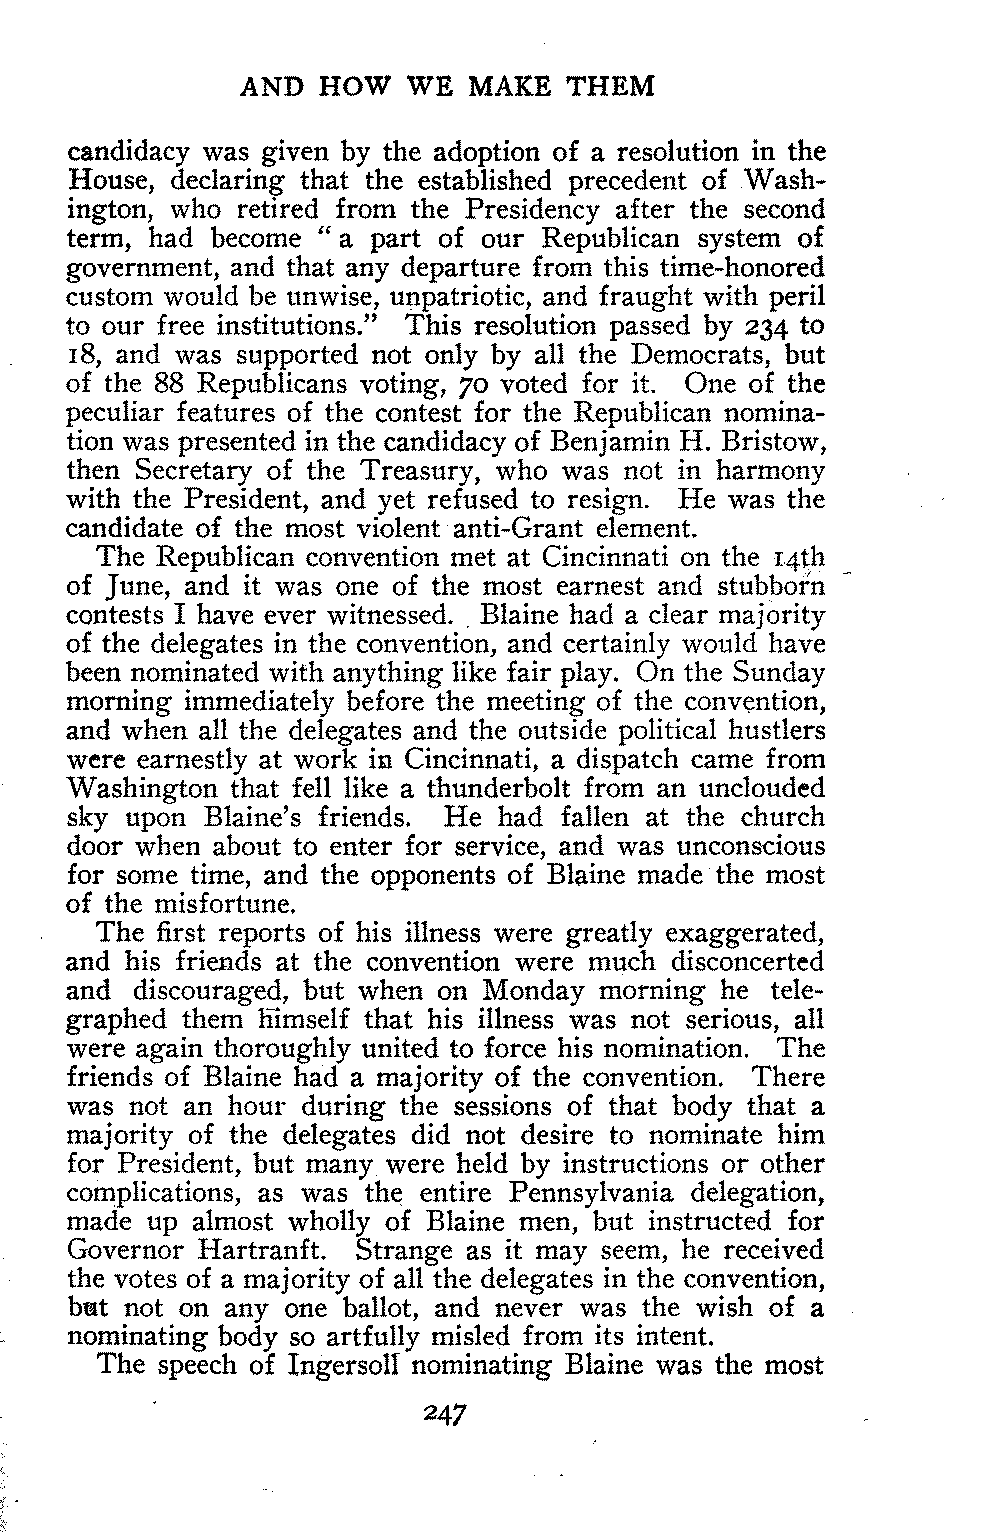 AND HOW WE MAKE THEM
candidacy was given by the adoption of a resolution in the
House, declaring that the established precedent of Wash-
ington, who retired from the Presidency after the second
term, had become “ a part of our Republican system of
government, and that any departure from this time-honored
custom would be unwise, unpatriotic, and fraught with peril
to our free institutions.” This resolution passed by 234 to
18, and was supported not only by all the Democrats, but
of the 88 Republicans voting, 70 voted for it. One of the
peculiar features of the contest for the Republican nomina-
tion was presented in the candidacy of Benjamin H. Bristow,
then Secretary of the Treasury, who was not in harmony
with the President, and yet refused to resign. He was the
candidate of the most violent anti-Grant element.
The Republican convention met at Cincinnati on the 14th
of June, and it was one of the most earnest and stubborn
contests I have ever witnessed. Blaine had a clear majority
of the delegates in the convention, and certainly would have
been nominated with anything like fair play. On the Sunday
morning immediately before the meeting of the convention,
and when all the delegates and the outside political hustlers
were earnestly at work in Cincinnati, a dispatch came from
Washington that fell like a thunderbolt from an unclouded
sky upon Blaine's friends. He had fallen at the church
door when about to enter for service, and was unconscious
for some time, and the opponents of Blaine made the most
of the misfortune.
The first reports of his illness were greatly exaggerated,
and his friends at the convention were much disconcerted
and discouraged, but when on Monday morning he tele-
graphed them himself that his illness was not serious, all
were again thoroughly united to force his nomination. The
friends of Blaine had a majority of the convention. There
was not an hour during the sessions of that body that a
majority of the delegates did not desire to nominate him
for President, but many were held by instructions or other
complications, as was the entire Pennsylvania delegation,
made up almost wholly of Blaine men, but instructed for
Governor Hartranft. Strange as it may seem, he received
the votes of a majority of all the delegates in the convention,
but not on any one ballot, and never was the wish of a
nominating body so artfully misled from its intent.
The speech of Ingersoll nominating Blaine was the most
247